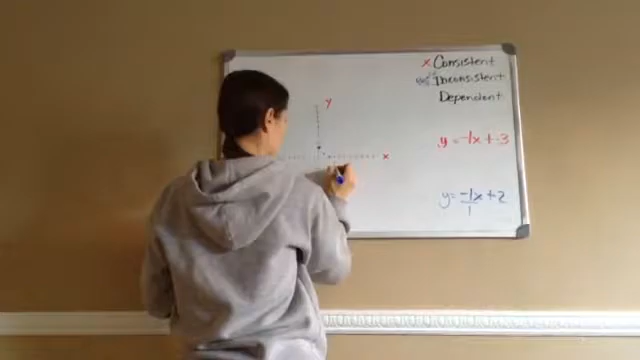 x Consistent
Inconsistent
Dependent
y
y = -1x + -3
x
y = -1x + 2
1